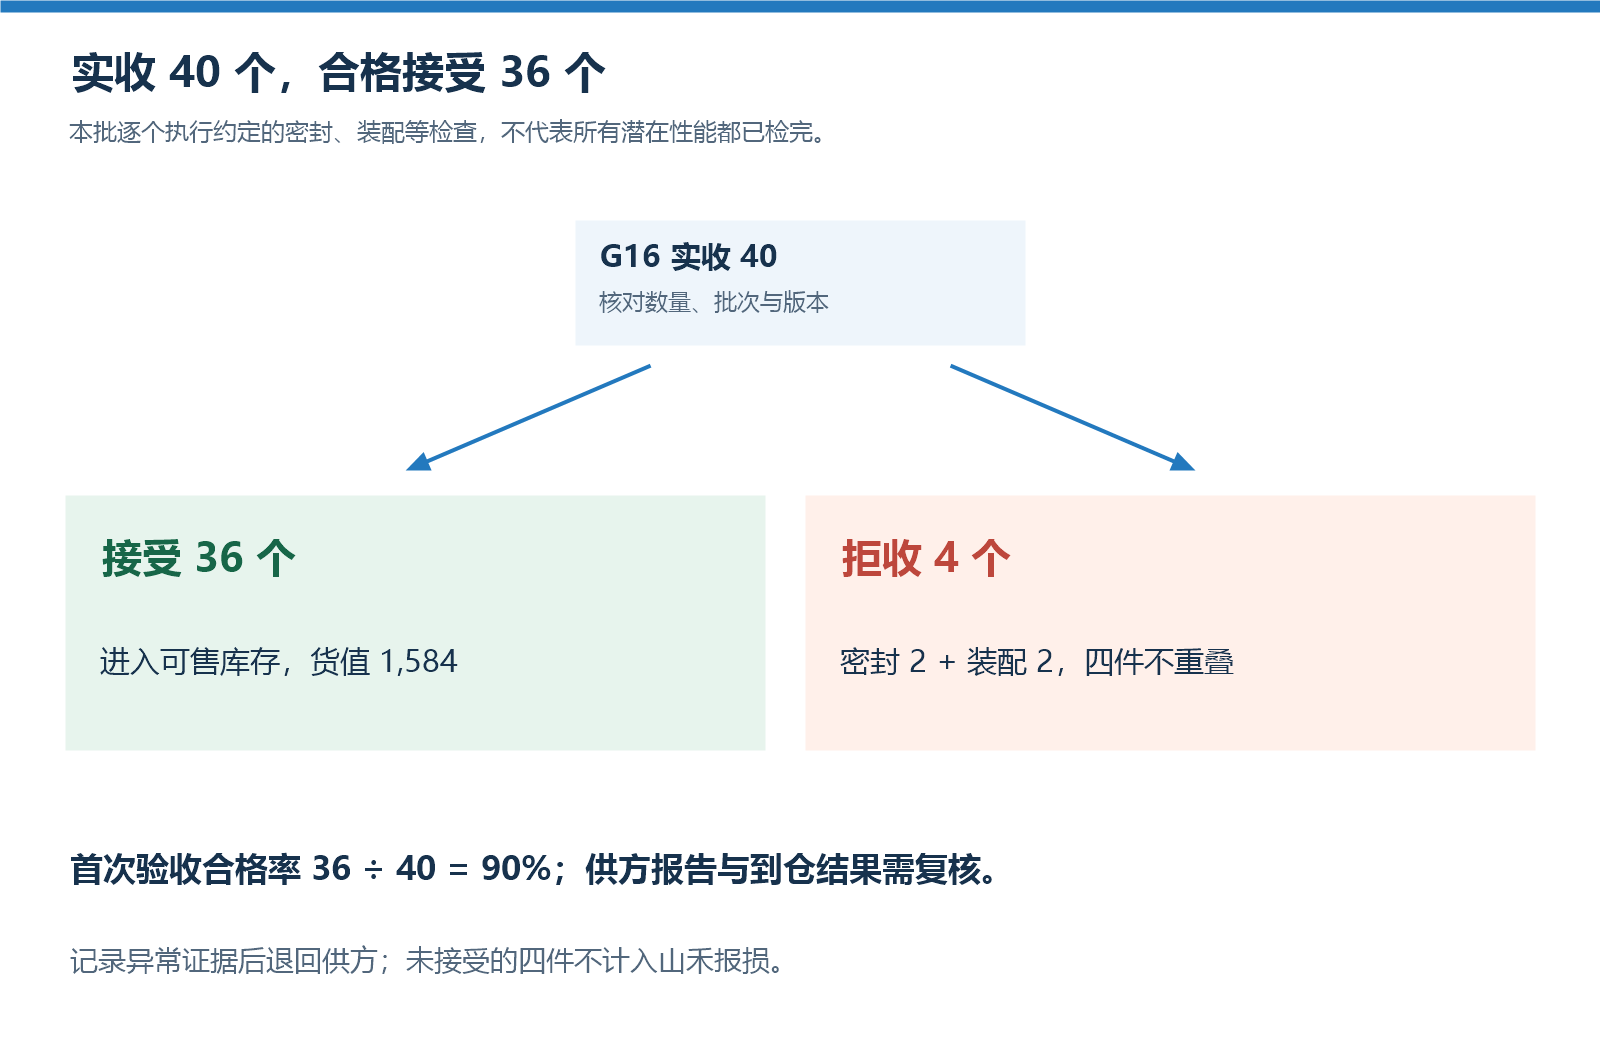 实收 40 个，合格接受 36 个
本批逐个执行约定的密封、装配等检查，不代表所有潜在性能都已检完。
G16 实收 40
核对数量、批次与版本
接受 36 个
进入可售库存，货值 1,584
拒收 4 个
密封 2 + 装配 2，四件不重叠
首次验收合格率 36 ÷ 40 = 90%；供方报告与到仓结果需复核。
记录异常证据后退回供方；未接受的四件不计入山禾报损。